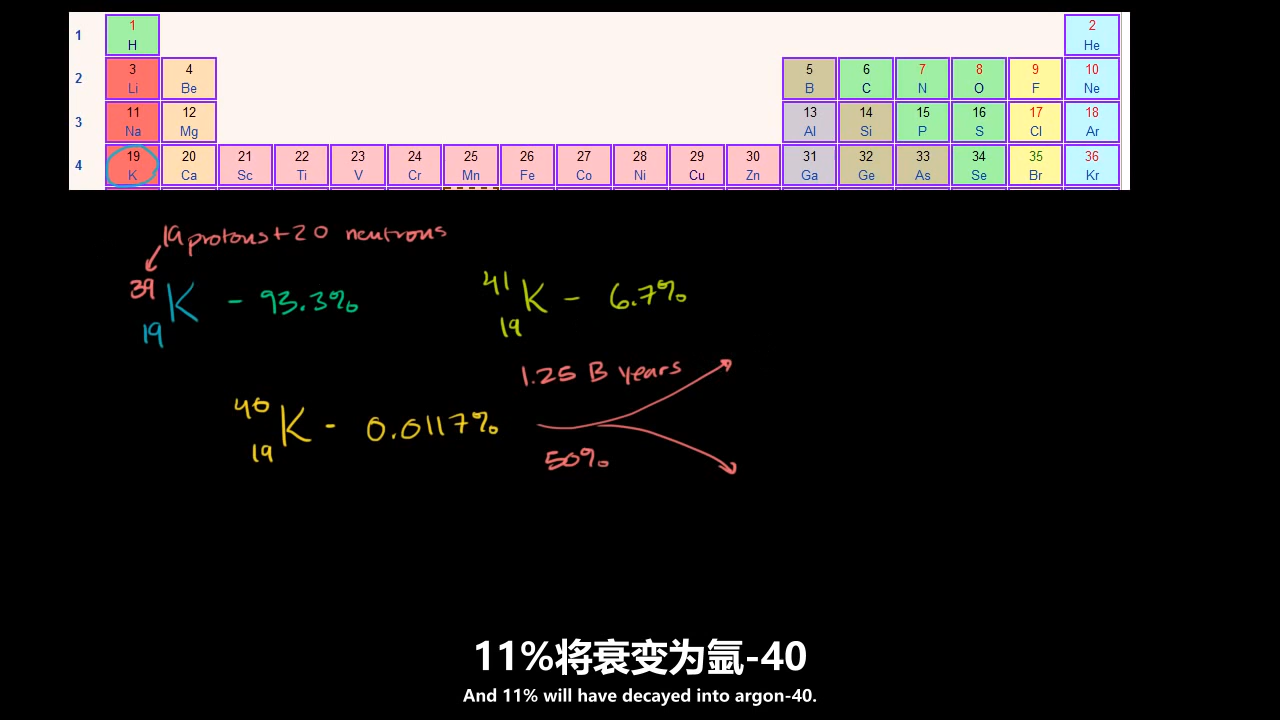 1 1 H 2 He
2 3 Li 4 Be 5 B 6 C 7 N 8 O 9 F 10 Ne
3 11 Na 12 Mg 13 Al 14 Si 15 P 16 S 17 Cl 18 Ar
4 19 K 20 Ca 21 Sc 22 Ti 23 V 24 Cr 25 Mn 26 Fe 27 Co 28 Ni 29 Cu 30 Zn 31 Ga 32 Ge 33 As 34 Se 35 Br 36 Kr
19 protons + 20 neutrons
39 19 K - 93.3%
41 19 K - 6.7%
1.25 B years
40 19 K - 0.0117%
50%
11%将衰变为氩-40
And 11% will have decayed into argon-40.